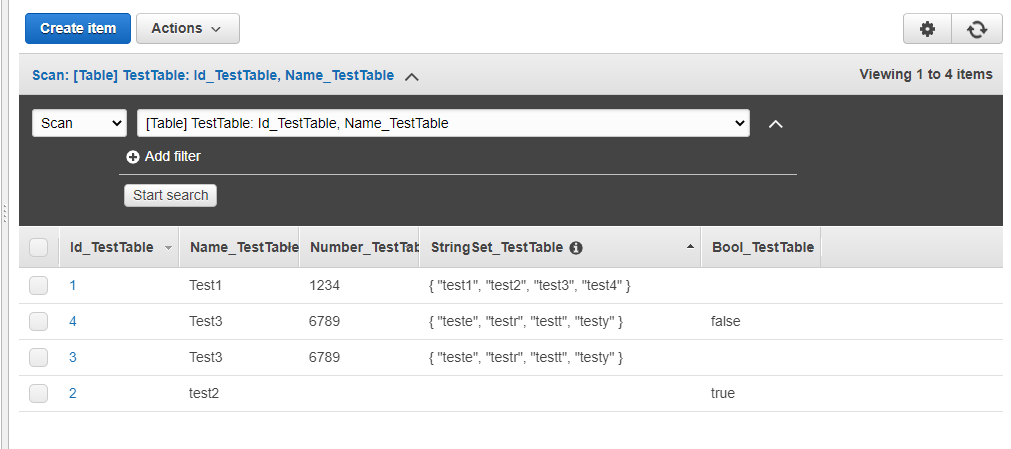 Create item Actions
Scan: [Table] TestTable: Id_TestTable, Name_TestTable Viewing 1 to 4 items
Scan [Table] TestTable: Id_TestTable, Name_TestTable
Add filter
Start search
Id_TestTable Name_TestTable Number_TestTab StringSet_TestTable Bool_TestTable
1 Test1 1234 { "test1", "test2", "test3", "test4" }
4 Test3 6789 { "teste", "testr", "testt", "testy" } false
3 Test3 6789 { "teste", "testr", "testt", "testy" }
2 test2 true